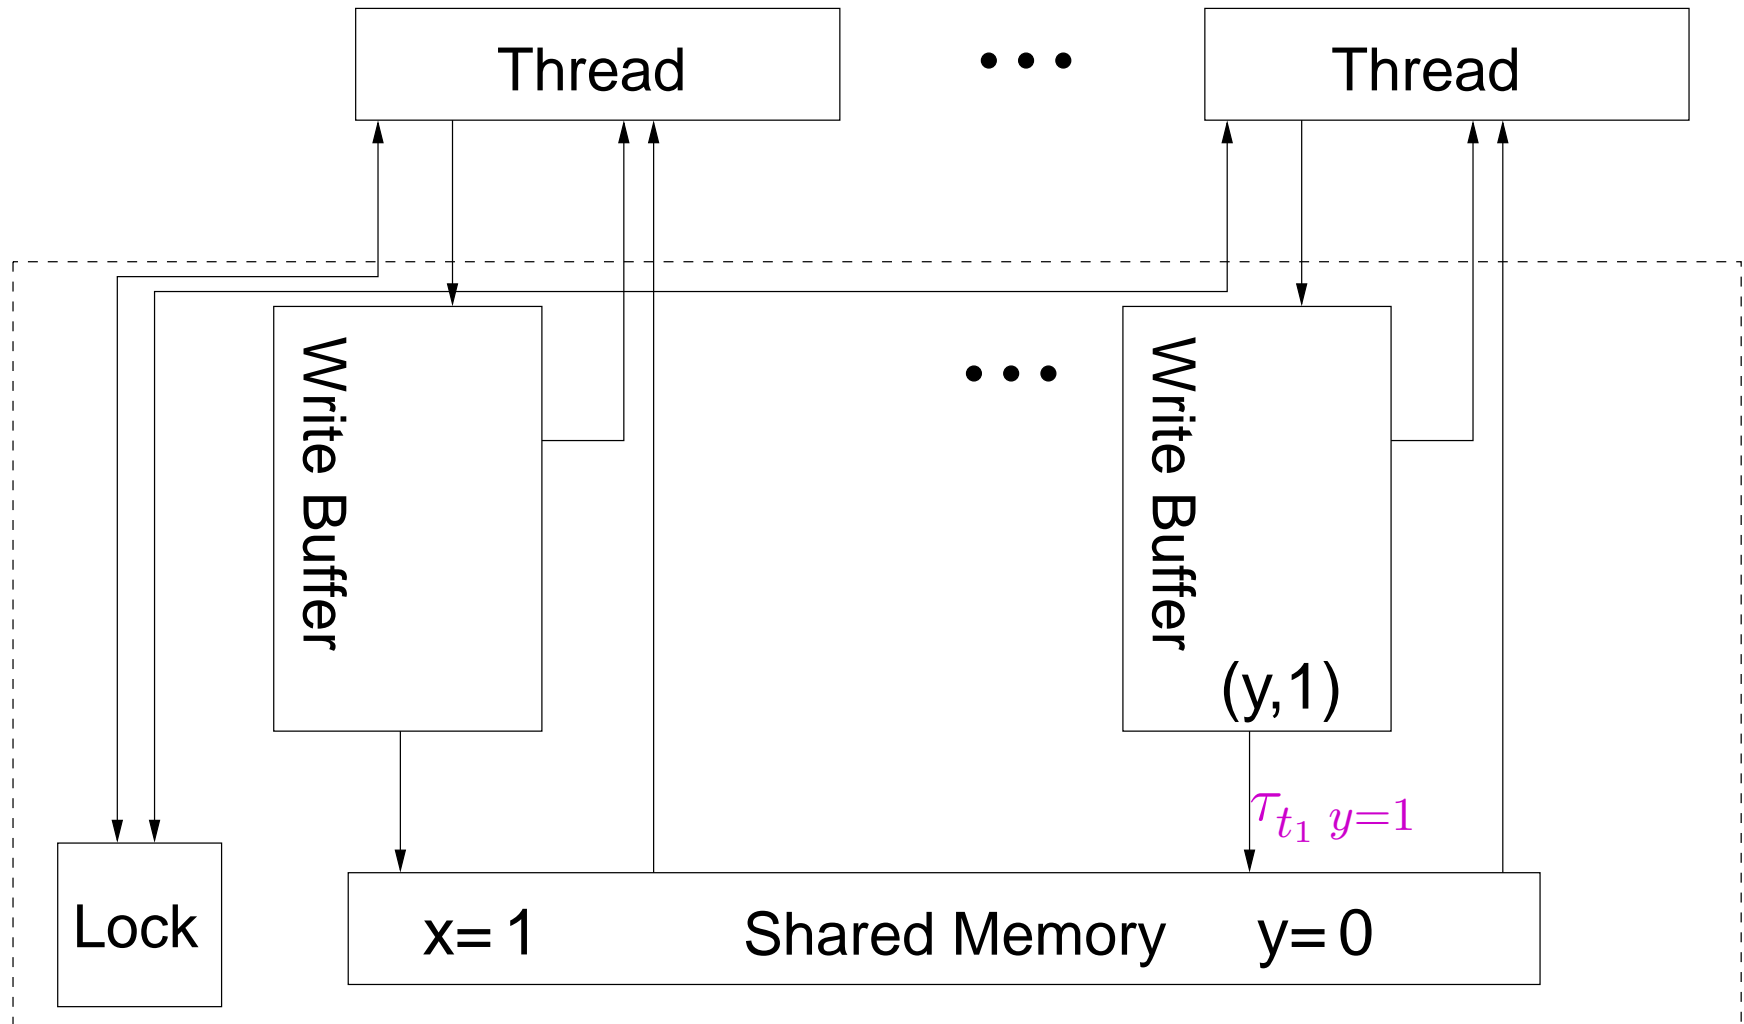 Thread
Thread
Write Buffer
Write Buffer
(y,1)
τ_{t_1 y=1}
Lock
x= 1
Shared Memory
y= 0